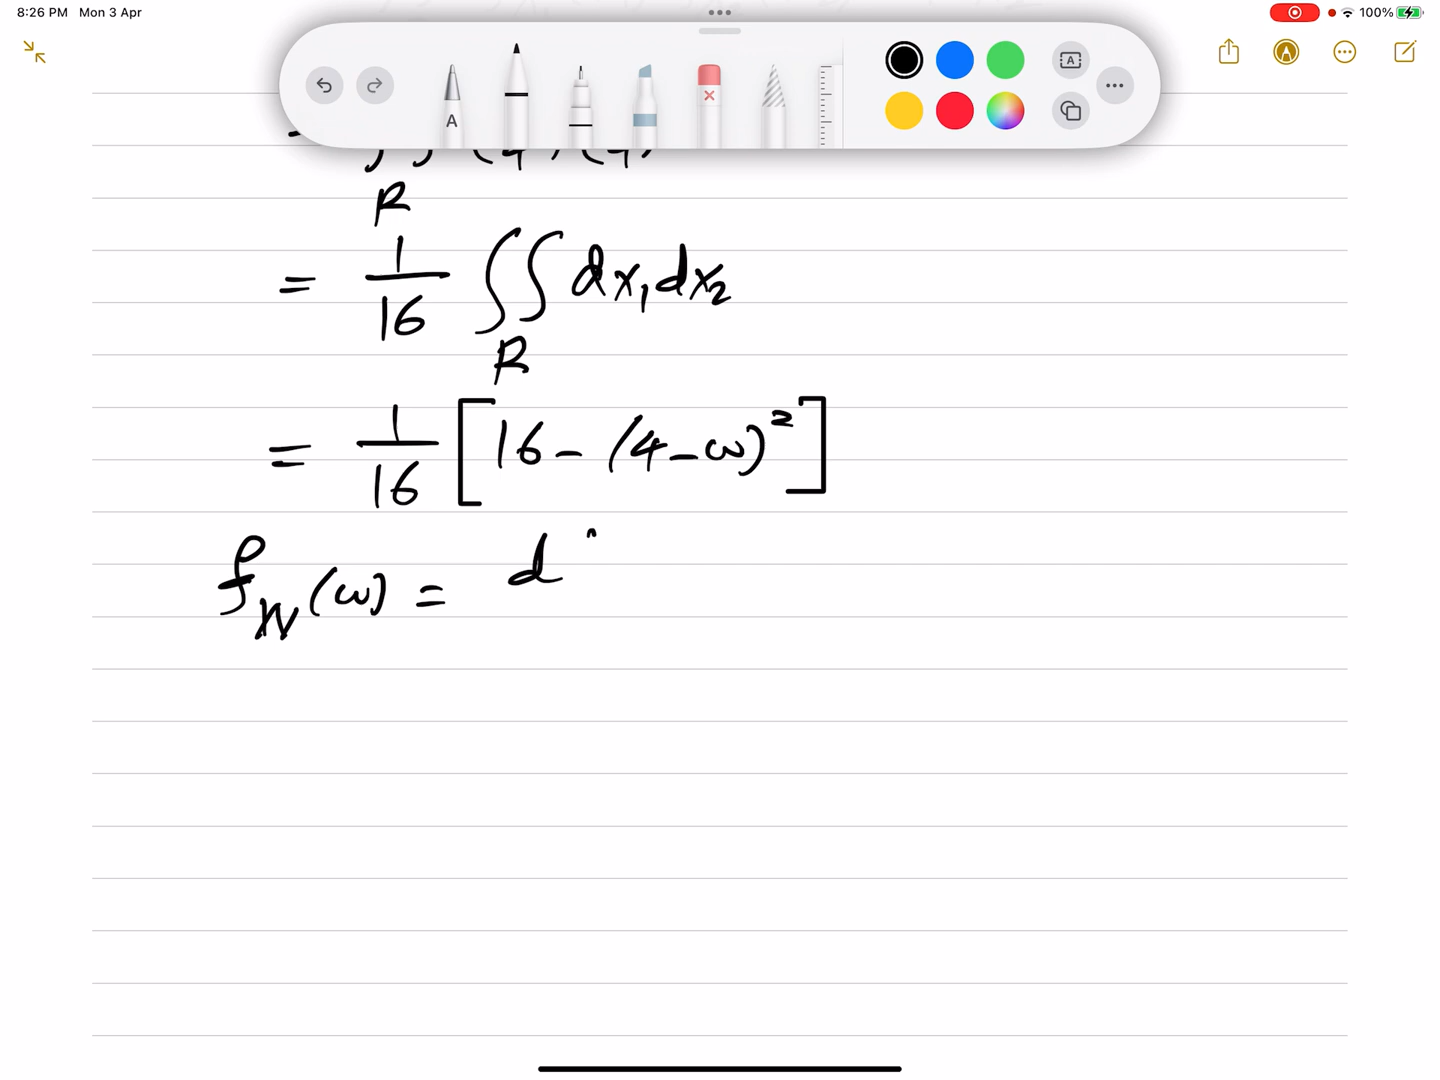 8:26 PM Mon 3 Apr 100%
A A
R
= 1/16 ∫∫ dx₁dx₂
R
= 1/16 [16 - (4 - ω)²]
f_W(ω) = d